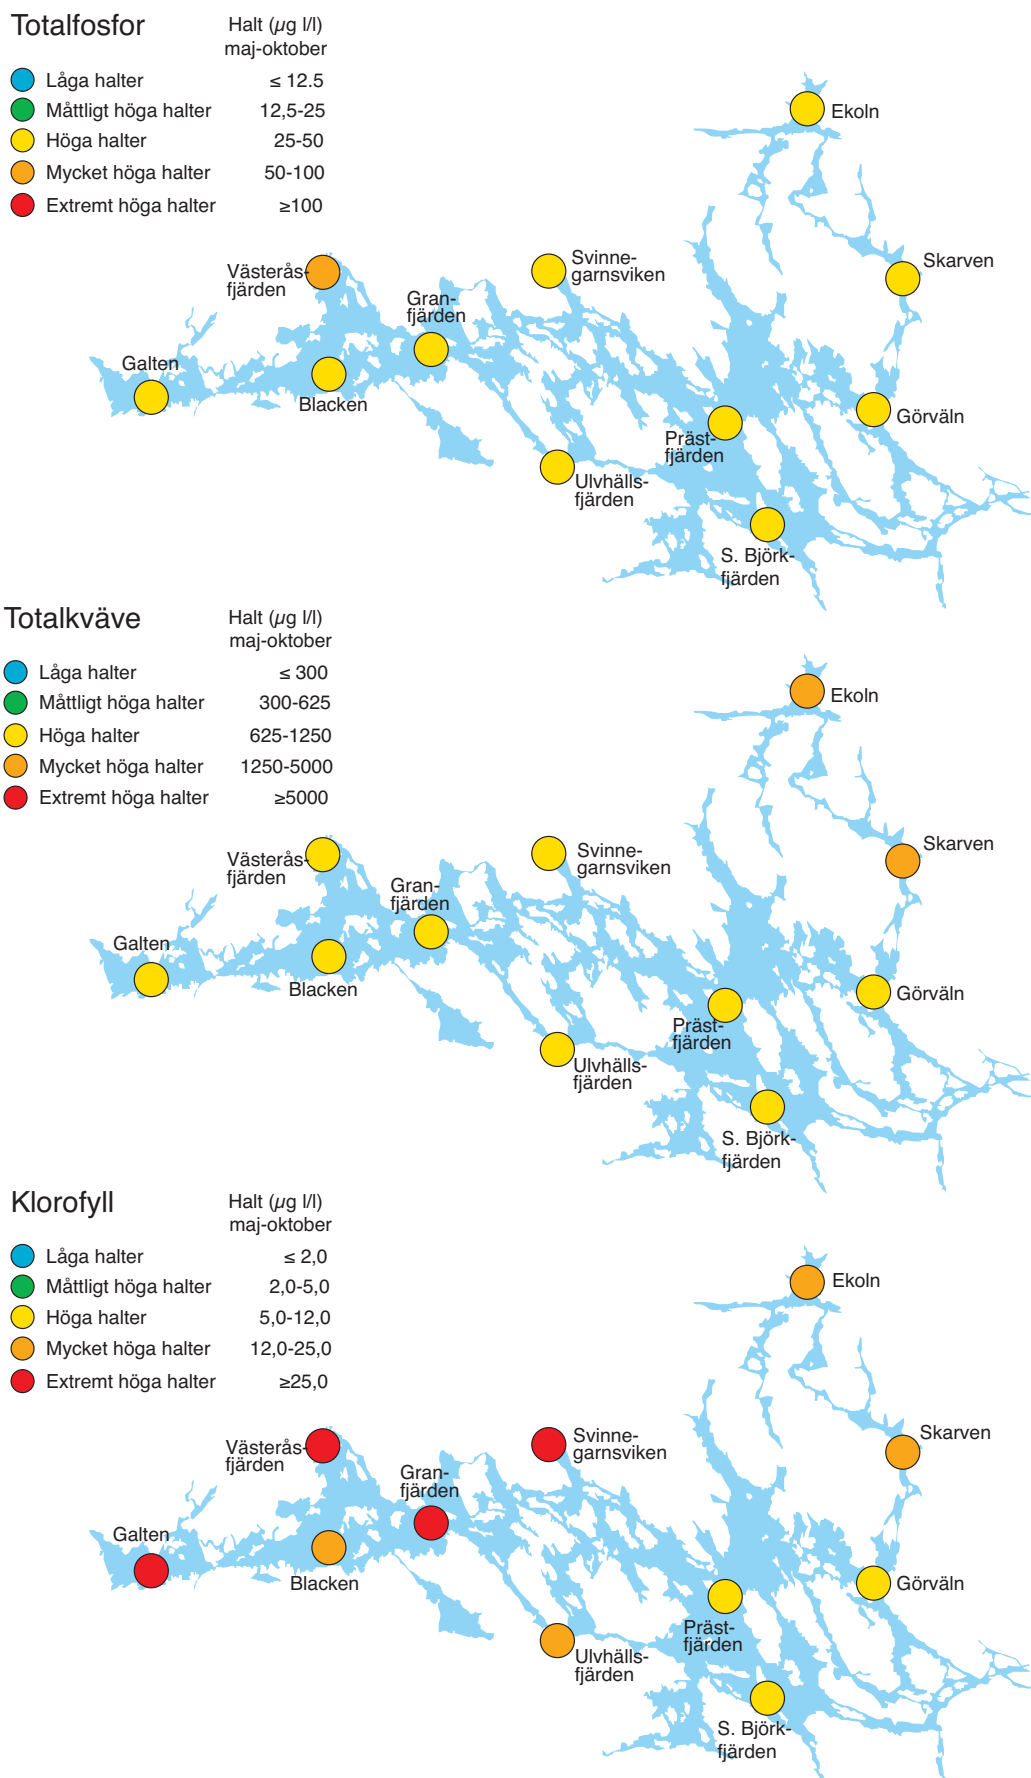 Totalfosfor
Halt (µg l/l)
maj-oktober
Låga halter ≤ 12.5
Måttligt höga halter 12,5-25
Höga halter 25-50
Mycket höga halter 50-100
Extremt höga halter ≥100
Ekoln
Svinne-
garnsviken
Skarven
Västerås-
fjärden
Gran-
fjärden
Galten
Blacken
Görväln
Präst-
fjärden
Ulvhälls-
fjärden
S. Björk-
fjärden
Totalkväve
Halt (µg l/l)
maj-oktober
Låga halter ≤ 300
Måttligt höga halter 300-625
Höga halter 625-1250
Mycket höga halter 1250-5000
Extremt höga halter ≥5000
Ekoln
Skarven
Svinne-
garnsviken
Västerås-
fjärden
Gran-
fjärden
Galten
Blacken
Görväln
Präst-
fjärden
Ulvhälls-
fjärden
S. Björk-
fjärden
Klorofyll
Halt (µg l/l)
maj-oktober
Låga halter ≤ 2,0
Måttligt höga halter 2,0-5,0
Höga halter 5,0-12,0
Mycket höga halter 12,0-25,0
Extremt höga halter ≥25,0
Ekoln
Skarven
Svinne-
garnsviken
Västerås-
fjärden
Gran-
fjärden
Galten
Blacken
Görväln
Präst-
fjärden
Ulvhälls-
fjärden
S. Björk-
fjärden